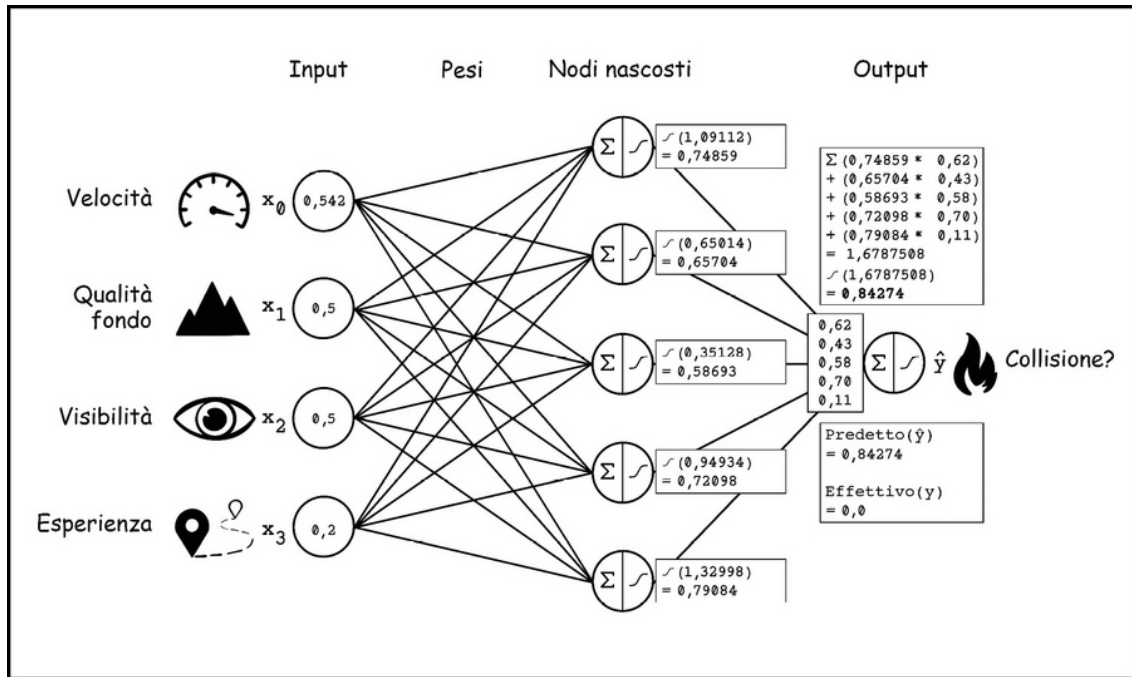 Input
Pesi
Nodi nascosti
Output
Velocità
x0
0,542
Qualità
fondo
x1
0,5
Visibilità
x2
0,5
Esperienza
x3
0,2
Σ
(1,09112)
= 0,74859
Σ
(0,65014)
= 0,65704
Σ
(0,35128)
= 0,58693
Σ
(0,94934)
= 0,72098
Σ
(1,32998)
= 0,79084
Σ (0,74859 * 0,62)
+ (0,65704 * 0,43)
+ (0,58693 * 0,58)
+ (0,72098 * 0,70)
+ (0,79084 * 0,11)
= 1,6787508
(1,6787508)
= 0,84274
0,62
0,43
0,58
0,70
0,11
Σ
ŷ
Collisione?
Predetto(ŷ)
= 0,84274
Effettivo(y)
= 0,0